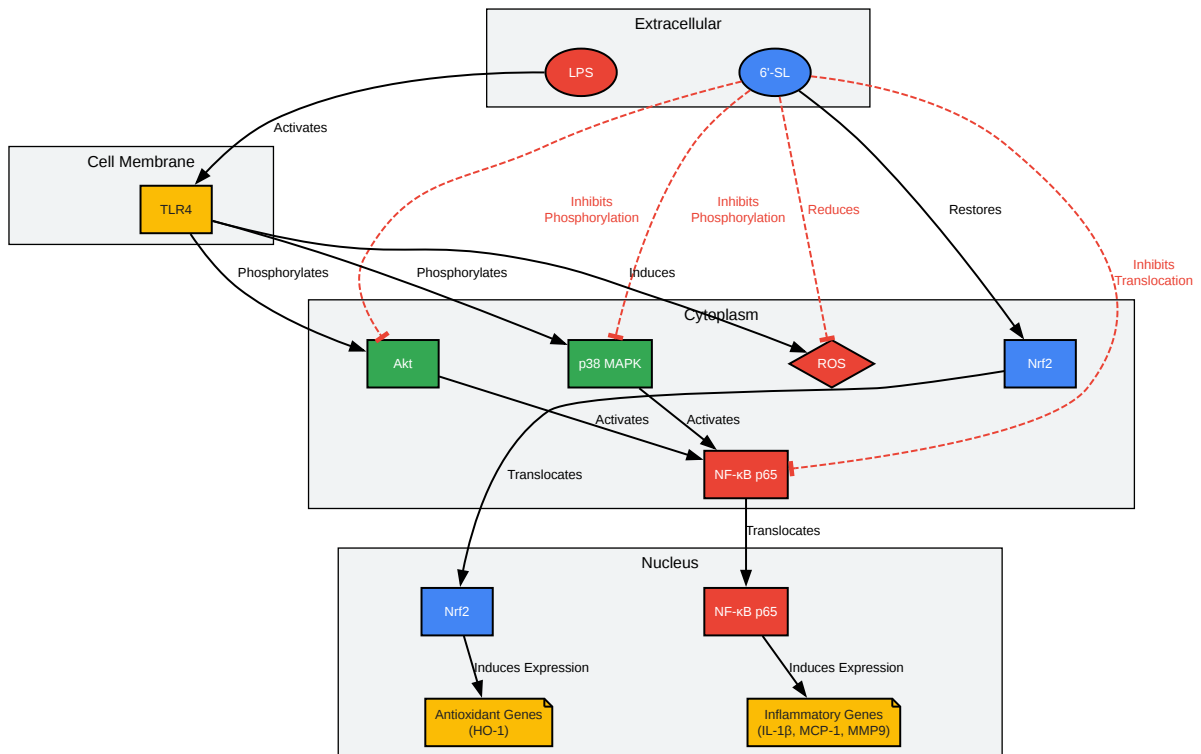 Extracellular
LPS
6'-SL
Activates
Cell Membrane
TLR4
Inhibits
Phosphorylation
Inhibits
Phosphorylation
Reduces
Restores
Inhibits
Translocation
Phosphorylates
Phosphorylates
Induces
Cytoplasm
Akt
p38 MAPK
ROS
Nrf2
Activates
Activates
NF-κB p65
Translocates
Translocates
Nucleus
Nrf2
NF-κB p65
Induces Expression
Induces Expression
Antioxidant Genes
(HO-1)
Inflammatory Genes
(IL-1β, MCP-1, MMP9)